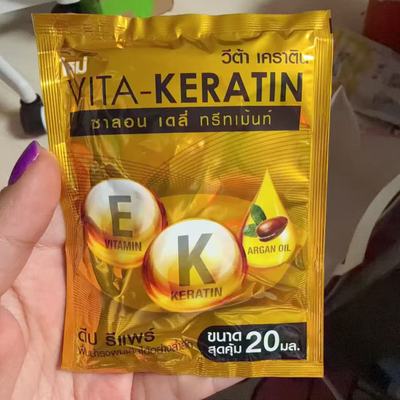 วีต้า เคราติน
VITA-KERATIN
ซาลอน เดลี่ ทรีทเม้นท์
E
VITAMIN
K
KERATIN
ARGAN OIL
ดีป รีแพร์
ขนาด
สุดคุ้ม 20 มล.